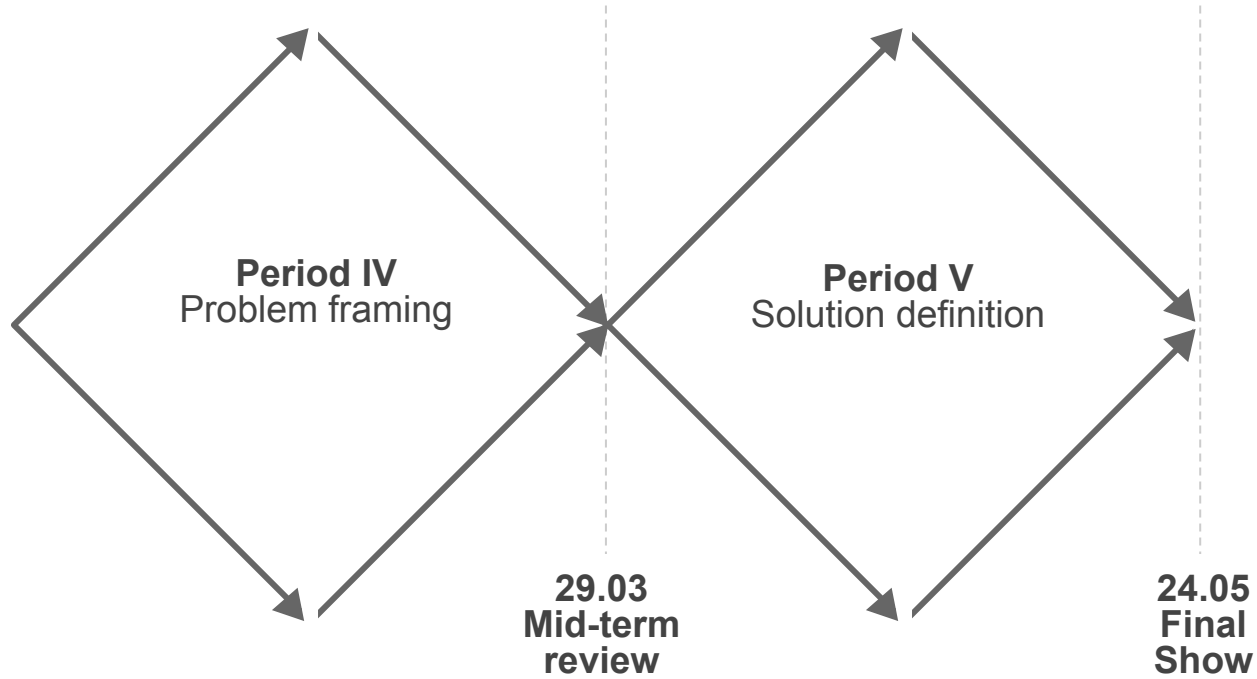 Period IV
Problem framing
Period V
Solution definition
29.03
Mid-term
review
24.05
Final
Show